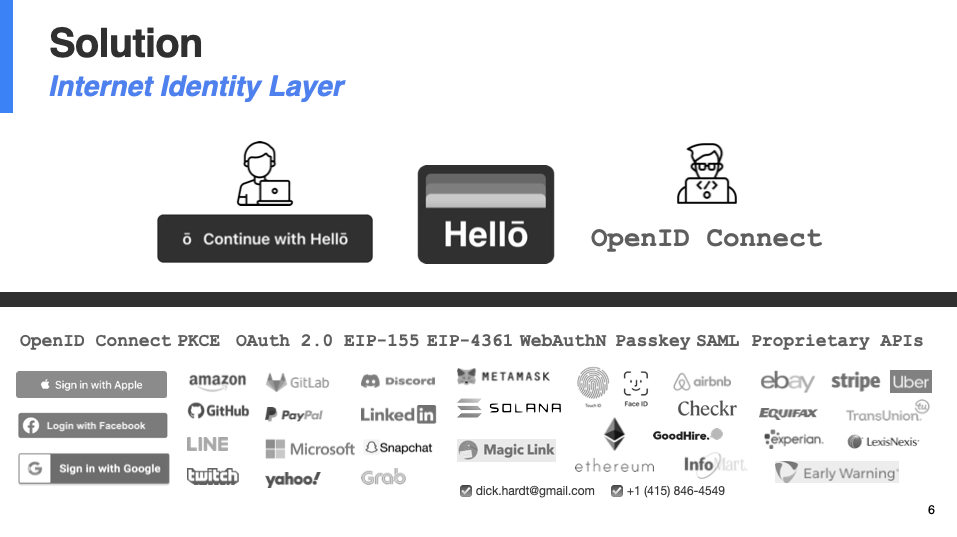 Solution
Internet Identity Layer
ō Continue with Hellō
Hellō
OpenID Connect
OpenID Connect PKCE OAuth 2.0 EIP-155 EIP-4361 WebAuthN Passkey SAML Proprietary APIs
Sign in with Apple
Login with Facebook
G Sign in with Google
amazon
GitHub
LINE
twitch
GitLab
PayPal
Microsoft
yahoo!
Discord
LinkedIn
Snapchat
Grab
METAMASK
SOLANA
Magic Link
Touch ID
Face ID
ethereum
airbnb
Checkr
GoodHire.
InfoMart.
ebay
stripe
Uber
EQUIFAX
TransUnion.
tu
experian.
LexisNexis
Early Warning
dick.hardt@gmail.com
+1 (415) 846-4549
6